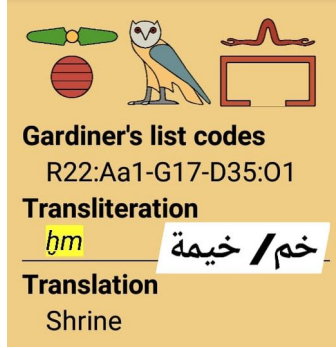 Gardiner's list codes
R22:Aa1-G17-D35:O1
Transliteration
ḫm
خم/ خيمة
Translation
Shrine